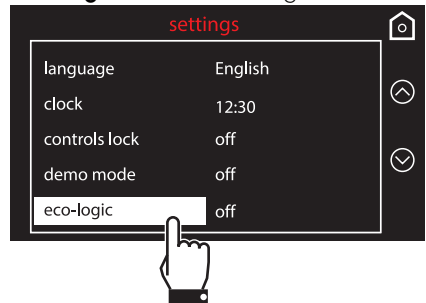 settings
language English
clock 12:30
controls lock off
demo mode off
eco-logic off